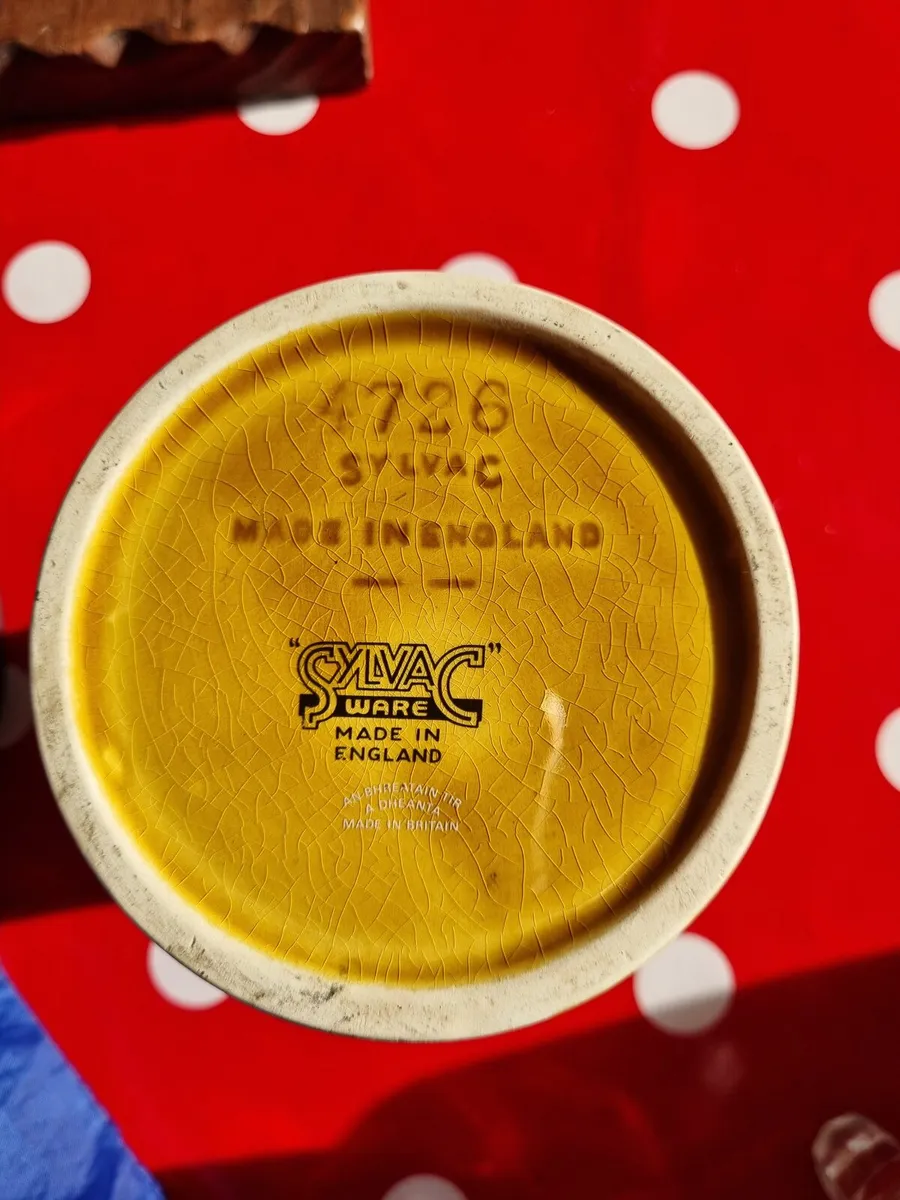 4726
SYLVAC
MADE IN ENGLAND
"SYLVAC"
WARE
MADE IN
ENGLAND
AN BHREATAIN TIR
A DHEANTA
MADE IN BRITAIN